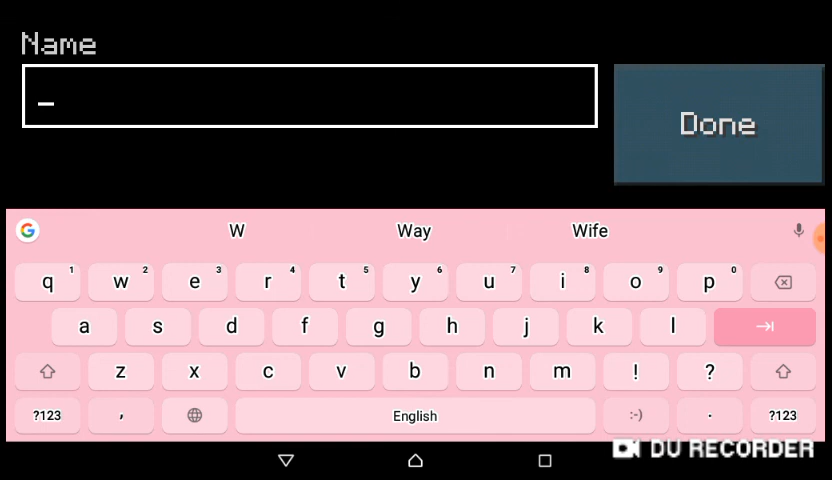 Name
_
Done
G W Way Wife
q 1 w 2 e 3 r 4 t 5 y 6 u 7 i 8 o 9 p 0
a s d f g h j k l
z x c v b n m ! ?
?123 , English :-) . ?123
DU RECORDER